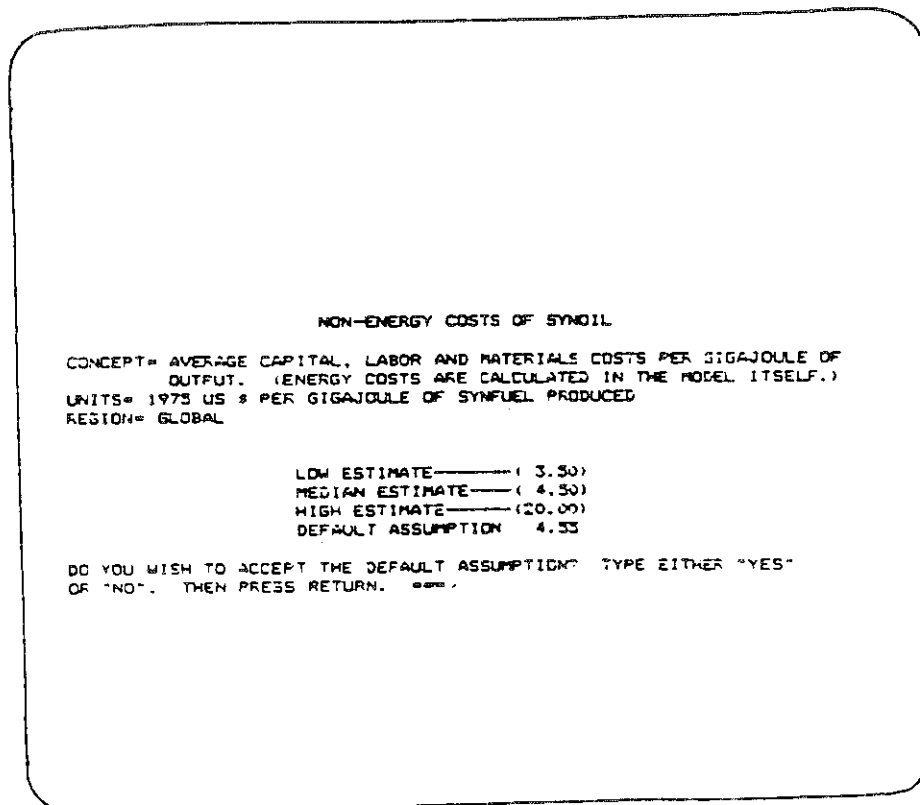 NON-ENERGY COSTS OF SYNOIL
CONCEPT= AVERAGE CAPITAL, LABOR AND MATERIALS COSTS PER GIGAJOULE OF
OUTPUT. (ENERGY COSTS ARE CALCULATED IN THE MODEL ITSELF.)
UNITS= 1975 US $ PER GIGAJOULE OF SYNFUEL PRODUCED
REGION= GLOBAL
LOW ESTIMATE-------( 3.50)
MEDIAN ESTIMATE----( 4.50)
HIGH ESTIMATE------(20.00)
DEFAULT ASSUMPTION
DO YOU WISH TO ACCEPT THE DEFAULT ASSUMPTION? TYPE EITHER "YES"
OR "NO". THEN PRESS RETURN. ===>